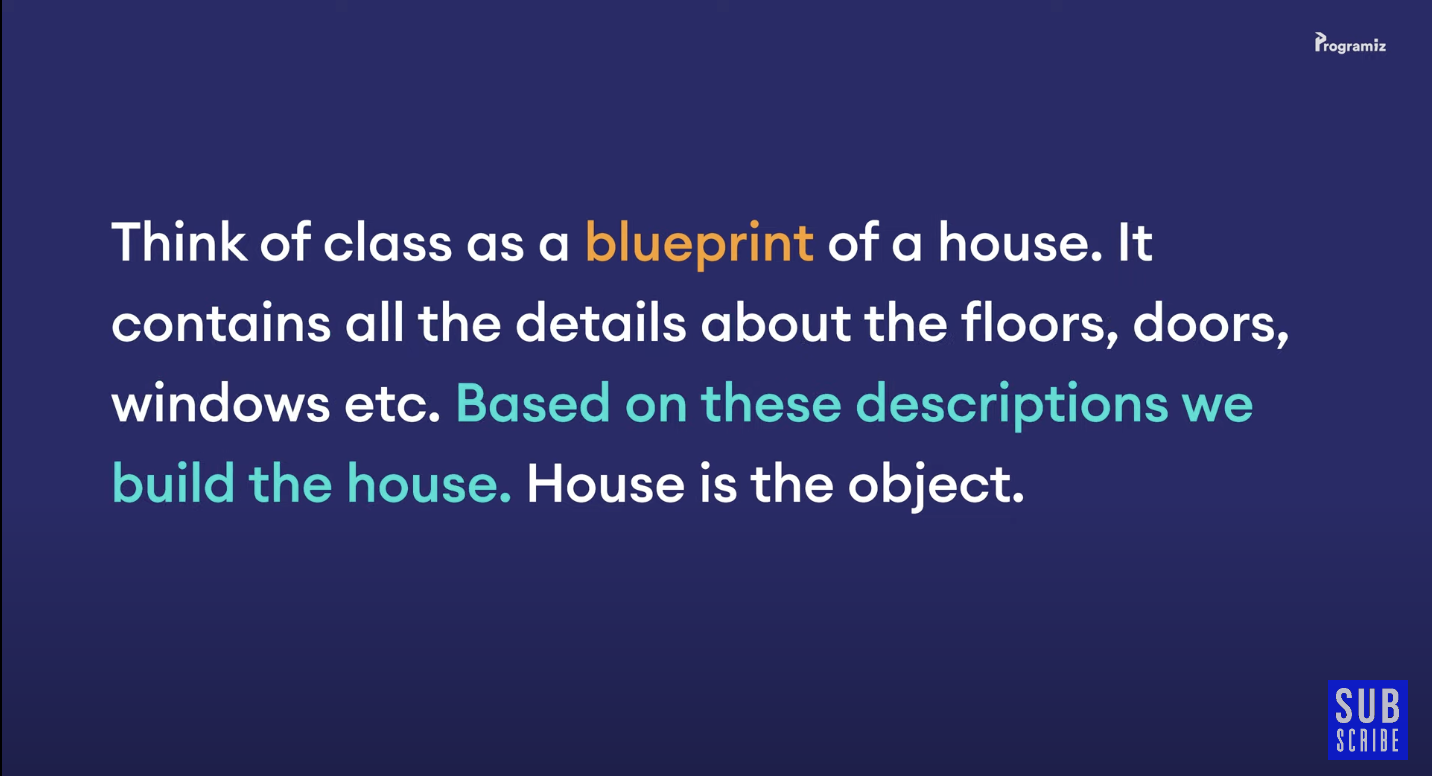 Programiz
Think of class as a blueprint of a house. It
contains all the details about the floors, doors,
windows etc. Based on these descriptions we
build the house. House is the object.
SUB
SCRIBE